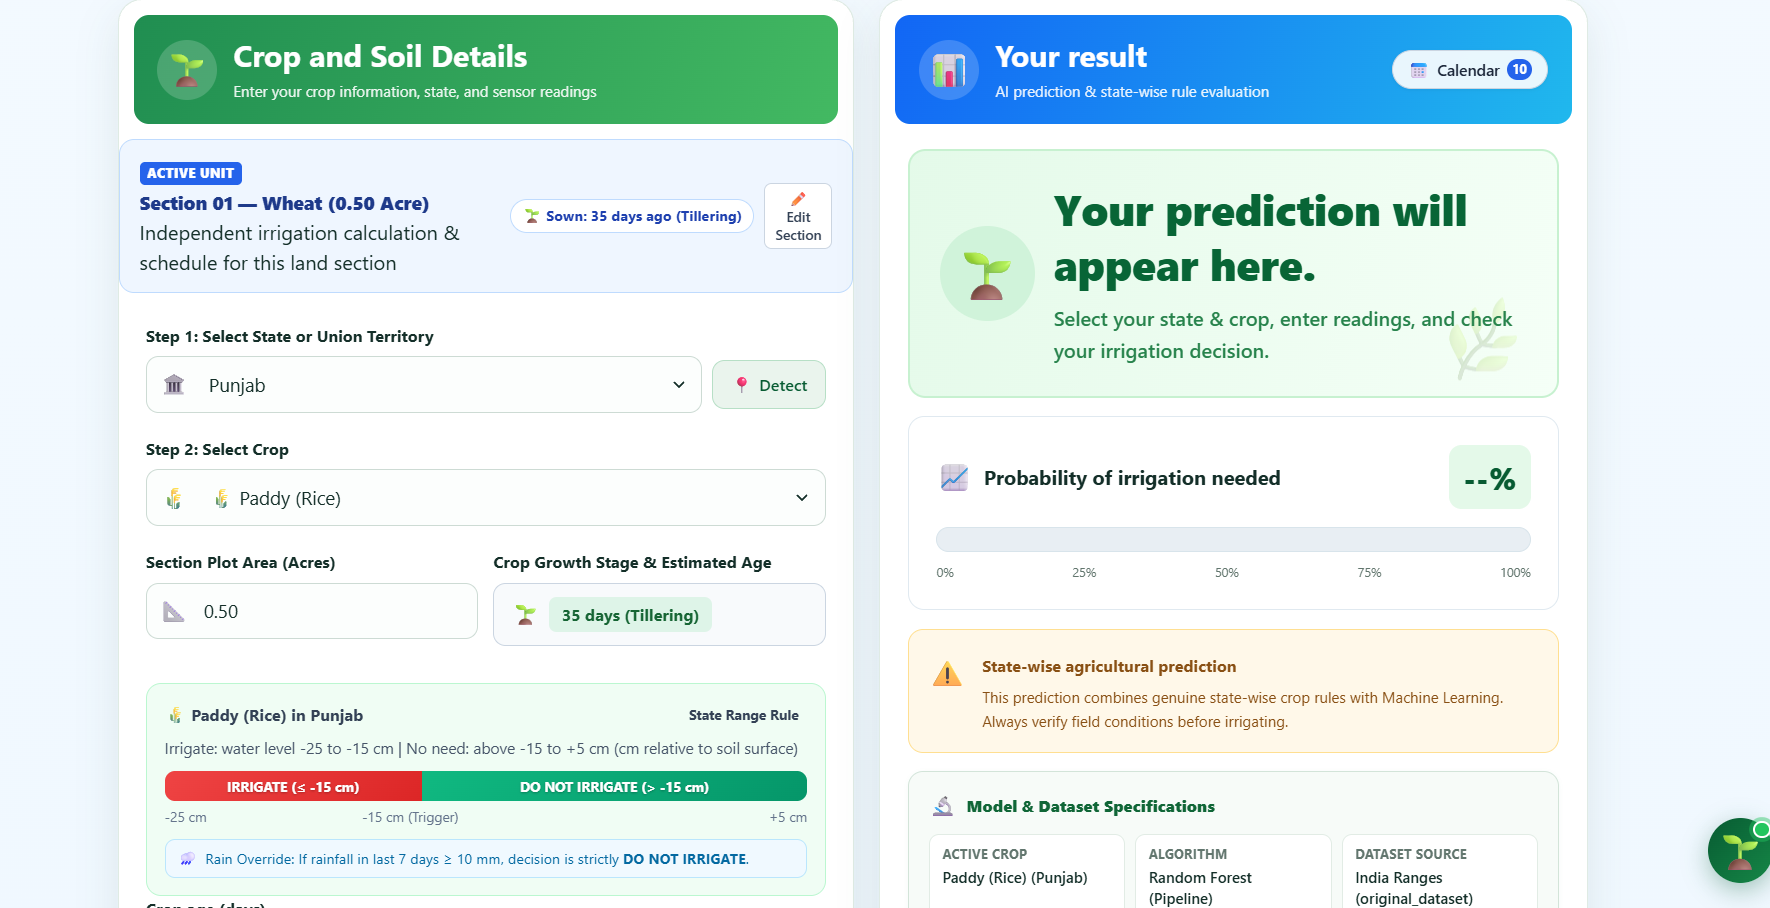 Crop and Soil Details
Enter your crop information, state, and sensor readings
ACTIVE UNIT
Section 01 — Wheat (0.50 Acre)
Independent irrigation calculation &
schedule for this land section
Sown: 35 days ago (Tillering)
Edit
Section
Step 1: Select State or Union Territory
Punjab
Detect
Step 2: Select Crop
Paddy (Rice)
Section Plot Area (Acres)
0.50
Crop Growth Stage & Estimated Age
35 days (Tillering)
Paddy (Rice) in Punjab
State Range Rule
Irrigate: water level -25 to -15 cm | No need: above -15 to +5 cm (cm relative to soil surface)
IRRIGATE (≤ -15 cm)
DO NOT IRRIGATE (> -15 cm)
-25 cm
-15 cm (Trigger)
+5 cm
Rain Override: If rainfall in last 7 days ≥ 10 mm, decision is strictly DO NOT IRRIGATE.
Your result
AI prediction & state-wise rule evaluation
Calendar 10
Your prediction will
appear here.
Select your state & crop, enter readings, and check
your irrigation decision.
Probability of irrigation needed
--%
0%
25%
50%
75%
100%
State-wise agricultural prediction
This prediction combines genuine state-wise crop rules with Machine Learning.
Always verify field conditions before irrigating.
Model & Dataset Specifications
ACTIVE CROP
Paddy (Rice) (Punjab)
ALGORITHM
Random Forest
(Pipeline)
DATASET SOURCE
India Ranges
(original_dataset)